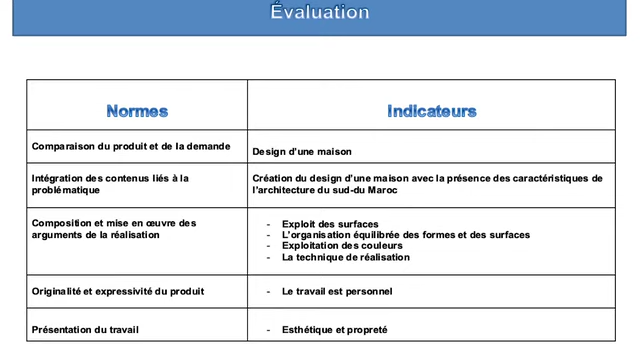 Évaluation
Normes
Indicateurs
Comparaison du produit et de la demande
Design d'une maison
Intégration des contenus liés à la
problématique
Création du design d'une maison avec la présence des caractéristiques de
l'architecture du sud-du Maroc
Composition et mise en œuvre des
arguments de la réalisation
- Exploit des surfaces
- L'organisation équilibrée des formes et des surfaces
- Exploitation des couleurs
- La technique de réalisation
Originalité et expressivité du produit
- Le travail est personnel
Présentation du travail
- Esthétique et propreté